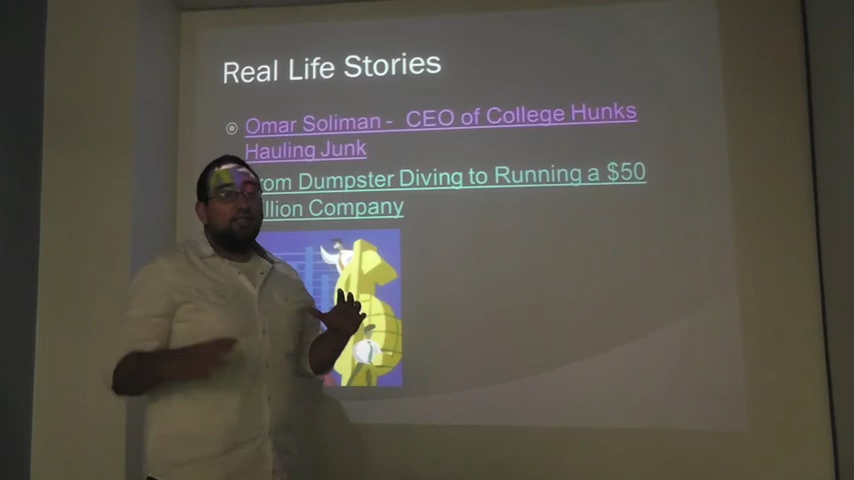 Real Life Stories
Omar Soliman - CEO of College Hunks
Hauling Junk
Dumpster Diving to Running a $50
Company